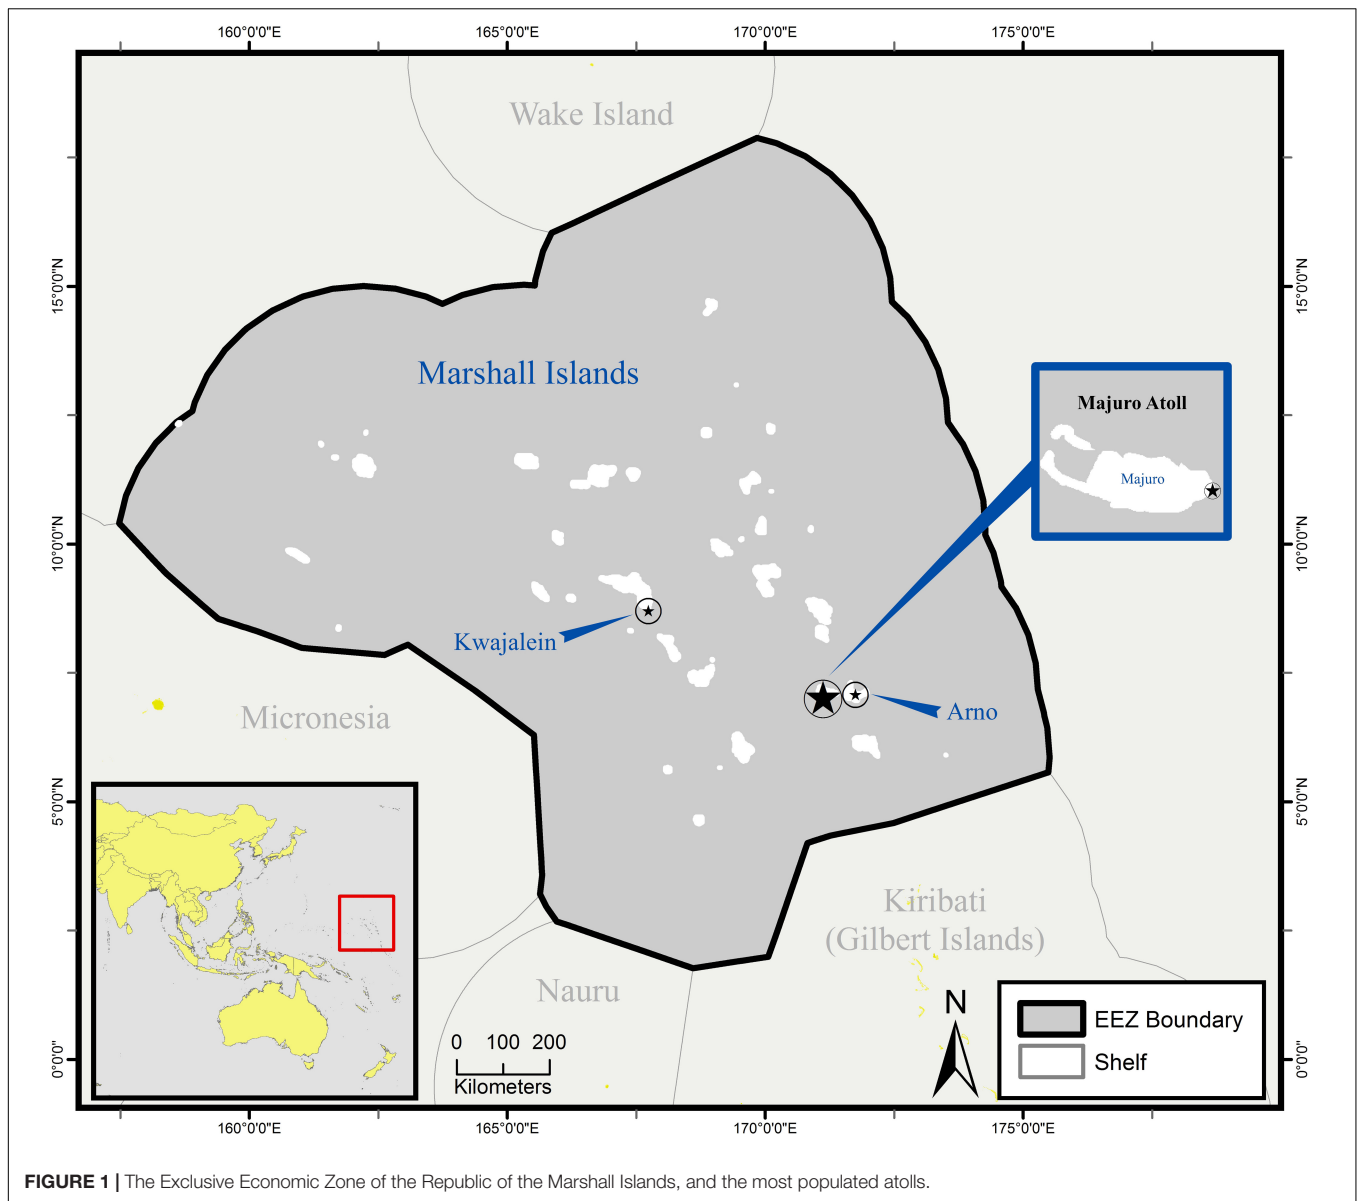 160°0'0"E 165°0'0"E 170°0'0"E 175°0'0"E
Wake Island
15°0'0"N
15°0'0"N
Marshall Islands
Majuro Atoll
Majuro
10°0'0"N
10°0'0"N
Kwajalein
Arno
Micronesia
5°0'0"N
5°0'0"N
Kiribati
(Gilbert Islands)
Nauru
N
0 100 200
Kilometers
EEZ Boundary
Shelf
0°0'0"
0°0'0"
160°0'0"E 165°0'0"E 170°0'0"E 175°0'0"E
FIGURE 1 | The Exclusive Economic Zone of the Republic of the Marshall Islands, and the most populated atolls.